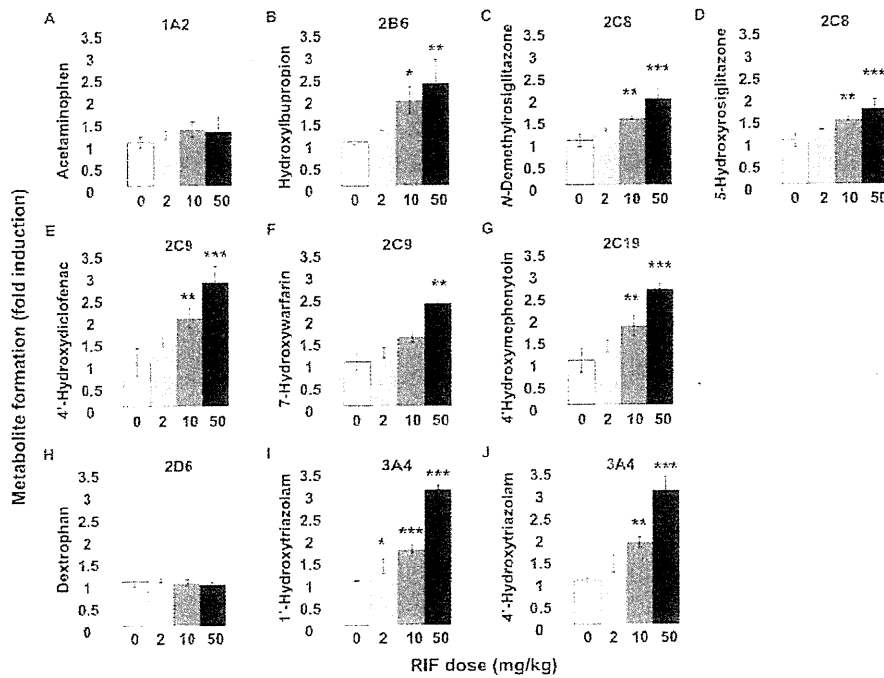 A
1A2
Acetaminophen
3.5
3
2.5
2
1.5
1
0.5
0
0 2 10 50
B
2B6
Hydroxylbupropion
3.5
3
2.5
2
1.5
1
0.5
0
* **
0 2 10 50
C
2C8
N-Demethylrosiglitazone
3.5
3
2.5
2
1.5
1
0.5
0
** ***
0 2 10 50
D
2C8
5-Hydroxyrosiglitazone
3.5
3
2.5
2
1.5
1
0.5
0
** ***
0 2 10 50
E
2C9
4'-Hydroxydiclofenac
3.5
3
2.5
2
1.5
1
0.5
0
** ***
0 2 10 50
F
2C9
7-Hydroxywarfarin
3.5
3
2.5
2
1.5
1
0.5
0
**
0 2 10 50
G
2C19
4'Hydroxymephenytoin
3.5
3
2.5
2
1.5
1
0.5
0
** ***
0 2 10 50
H
2D6
Dextrophan
3.5
3
2.5
2
1.5
1
0.5
0
0 2 10 50
I
3A4
1'-Hydroxytriazolam
3.5
3
2.5
2
1.5
1
0.5
0
* *** ***
0 2 10 50
J
3A4
4'-Hydroxytriazolam
3.5
3
2.5
2
1.5
1
0.5
0
** ***
0 2 10 50
Metabolite formation (fold induction)
RIF dose (mg/kg)